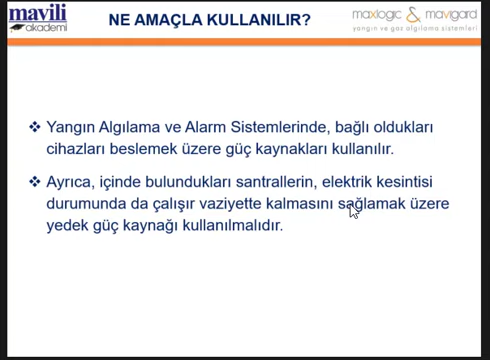 mavili
akademi
NE AMAÇLA KULLANILIR?
maxlogic & mavigard
yangın ve gaz algılama sistemleri
❖ Yangın Algılama ve Alarm Sistemlerinde, bağlı oldukları
cihazları beslemek üzere güç kaynakları kullanılır.
❖ Ayrıca, içinde bulundukları santrallerin, elektrik kesintisi
durumunda da çalışır vaziyette kalmasını sağlamak üzere
yedek güç kaynağı kullanılmalıdır.